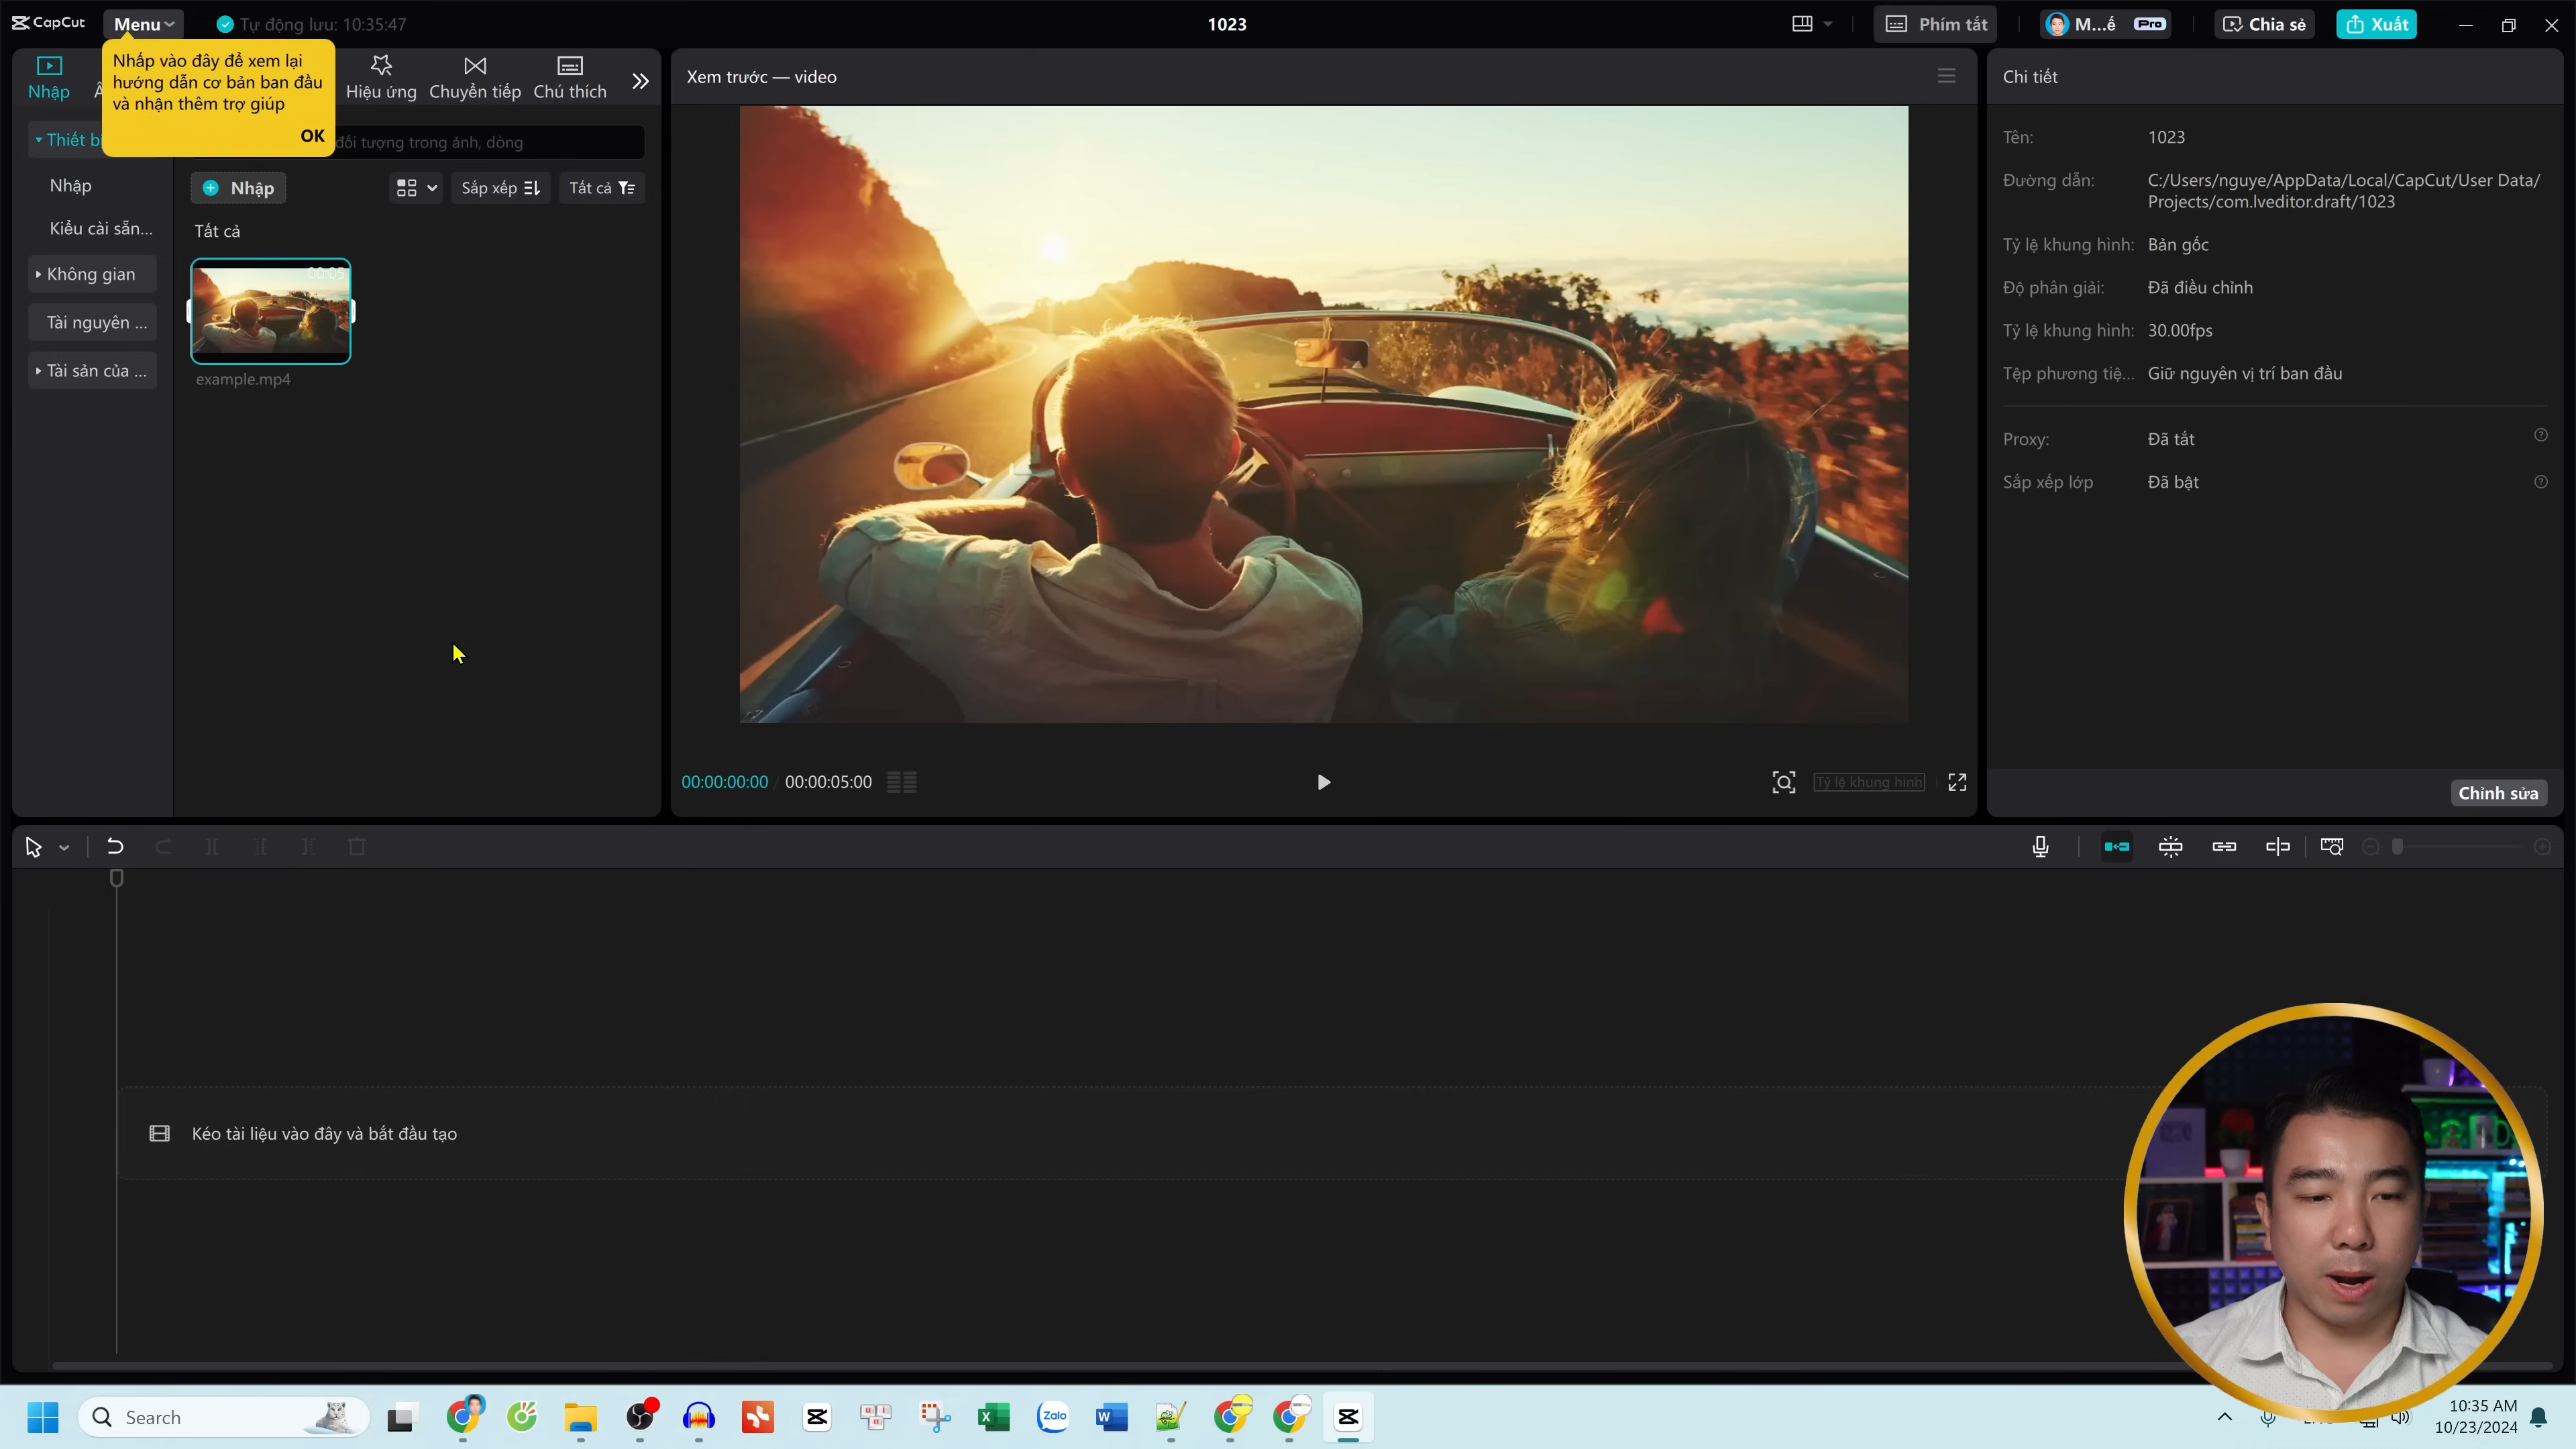 CapCut
Menu
Tự động lưu: 10:35:47
1023
Phím tắt
M...ế
Pro
Chia sẻ
Xuất
Nhấp vào đây để xem lại
hướng dẫn cơ bản ban đầu
và nhận thêm trợ giúp
OK
Nhập
Hiệu ứng
Chuyển tiếp
Chú thích
Thiết bị
đối tượng trong ảnh, dòng
Nhập
Kiểu cài sẵn...
Không gian
Tài nguyên ...
Tài sản của ...
Nhập
Sắp xếp
Tất cả
Tất cả
00:05
example.mp4
Xem trước — video
00:00:00:00 / 00:00:05:00
Tỷ lệ khung hình
Chi tiết
Tên: 1023
Đường dẫn: C:/Users/nguye/AppData/Local/CapCut/User Data/
Projects/com.lveditor.draft/1023
Tỷ lệ khung hình: Bản gốc
Độ phân giải: Đã điều chỉnh
Tỷ lệ khung hình: 30.00fps
Tệp phương tiệ... Giữ nguyên vị trí ban đầu
Proxy: Đã tắt
Sắp xếp lớp Đã bật
Chỉnh sửa
Kéo tài liệu vào đây và bắt đầu tạo
Search
Zalo
10:35 AM
10/23/2024